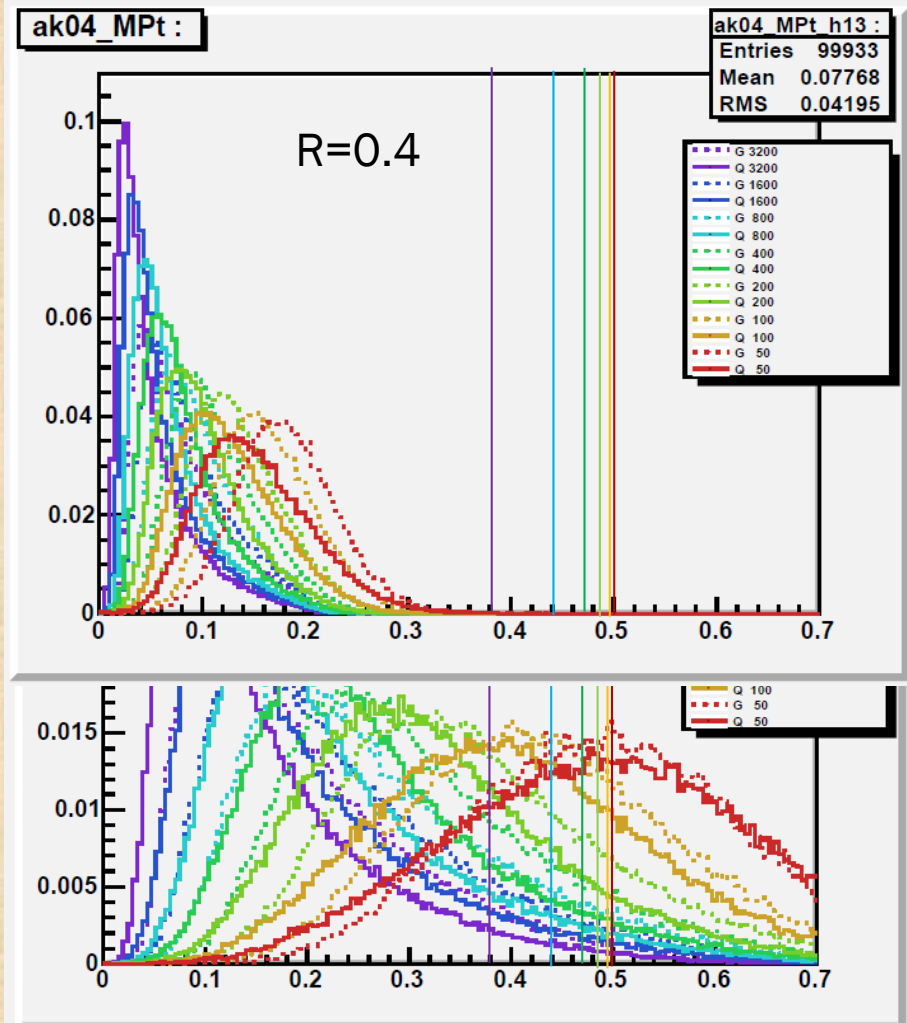 ak04_MPt :
ak04_MPt_h13 :
Entries 99933
Mean 0.07768
RMS 0.04195
R=0.4
G 3200
Q 3200
G 1600
Q 1600
G 800
Q 800
G 400
Q 400
G 200
Q 200
G 100
Q 100
G 50
Q 50
0.1
0.08
0.06
0.04
0.02
0
0 0.1 0.2 0.3 0.4 0.5 0.6 0.7
Q 100
G 50
Q 50
0.015
0.01
0.005
0
0 0.1 0.2 0.3 0.4 0.5 0.6 0.7